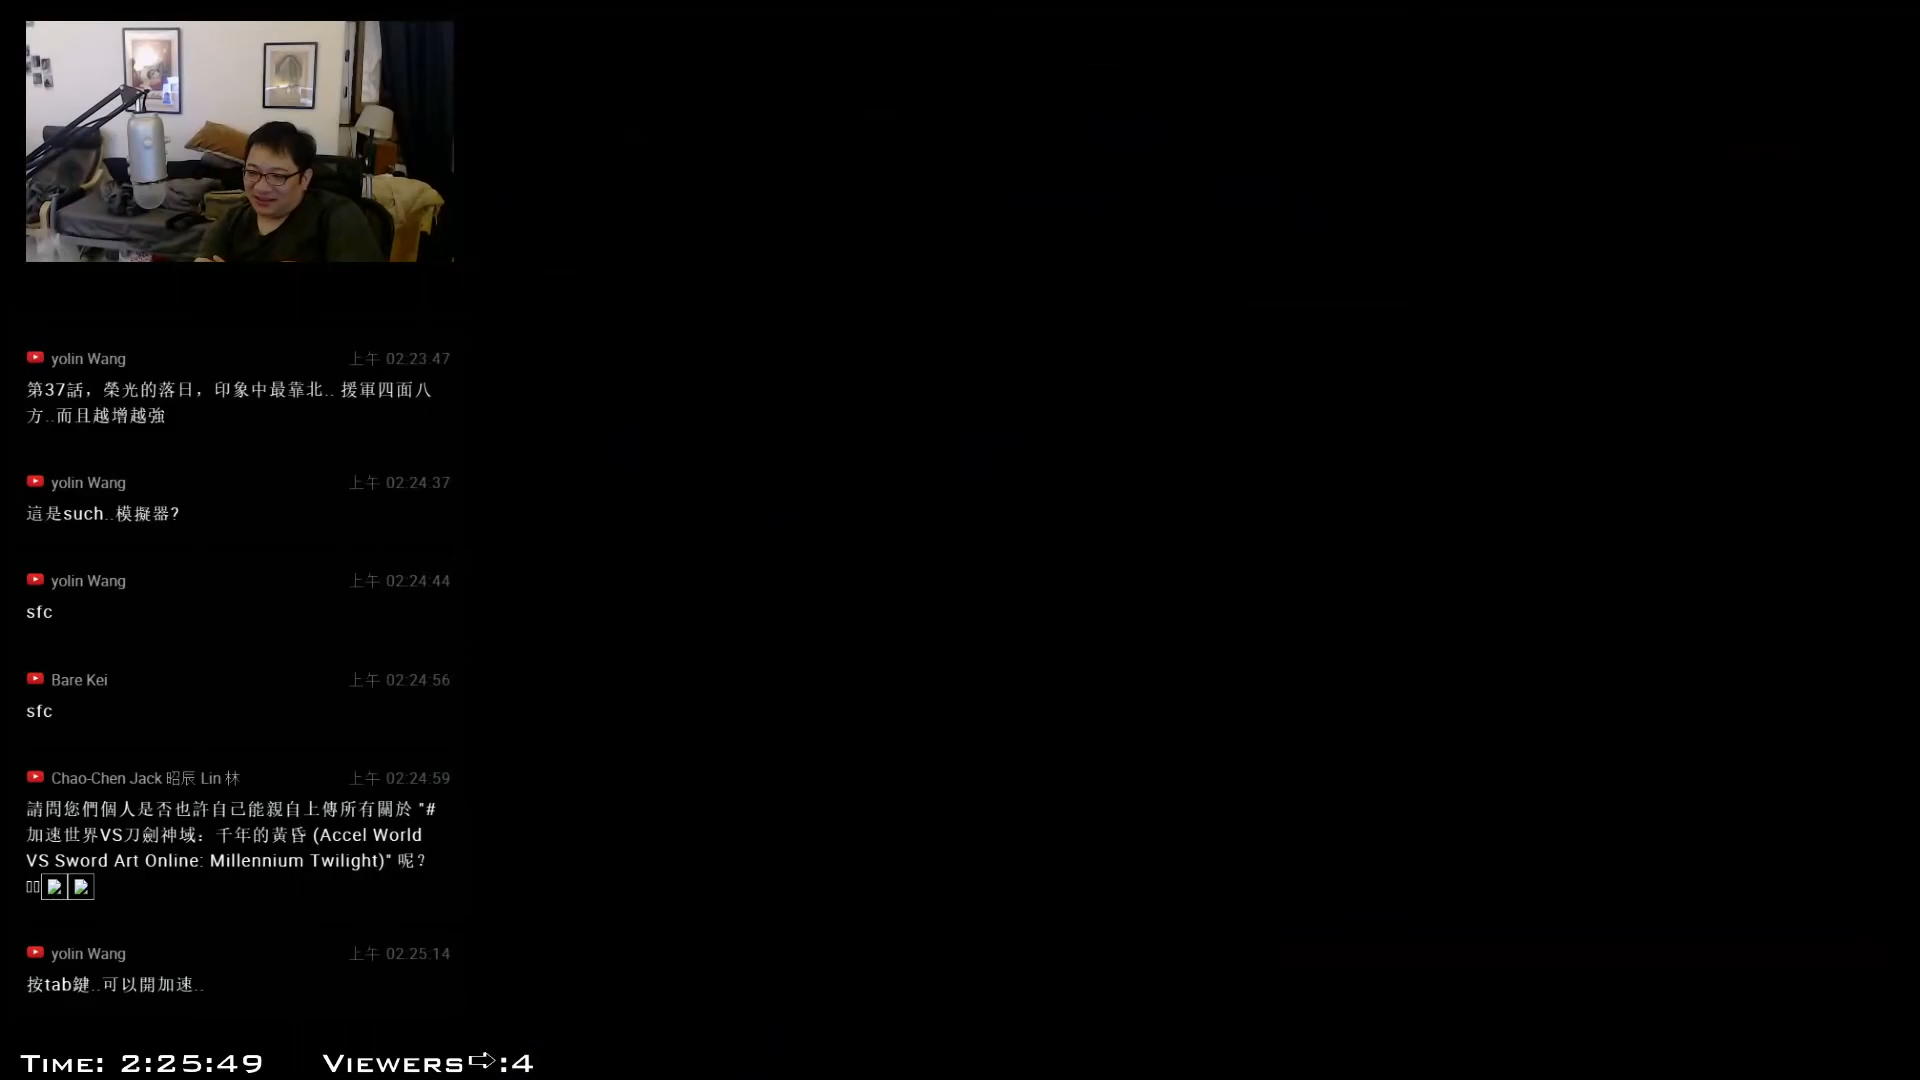 yolin Wang 上午 02:23:47
第37話，榮光的落日，印象中最靠北.. 援軍四面八
方..而且越增越強
yolin Wang 上午 02:24:37
這是such..模擬器?
yolin Wang 上午 02:24:44
sfc
Bare Kei 上午 02:24:56
sfc
Chao-Chen Jack 昭辰 Lin 林 上午 02:24:59
請問您們個人是否也許自己能親自上傳所有關於 "#
加速世界VS刀劍神域：千年的黃昏 (Accel World
VS Sword Art Online: Millennium Twilight)" 呢？
yolin Wang 上午 02:25:14
按tab鍵..可以開加速..
Time: 2:25:49 Viewers➩:4